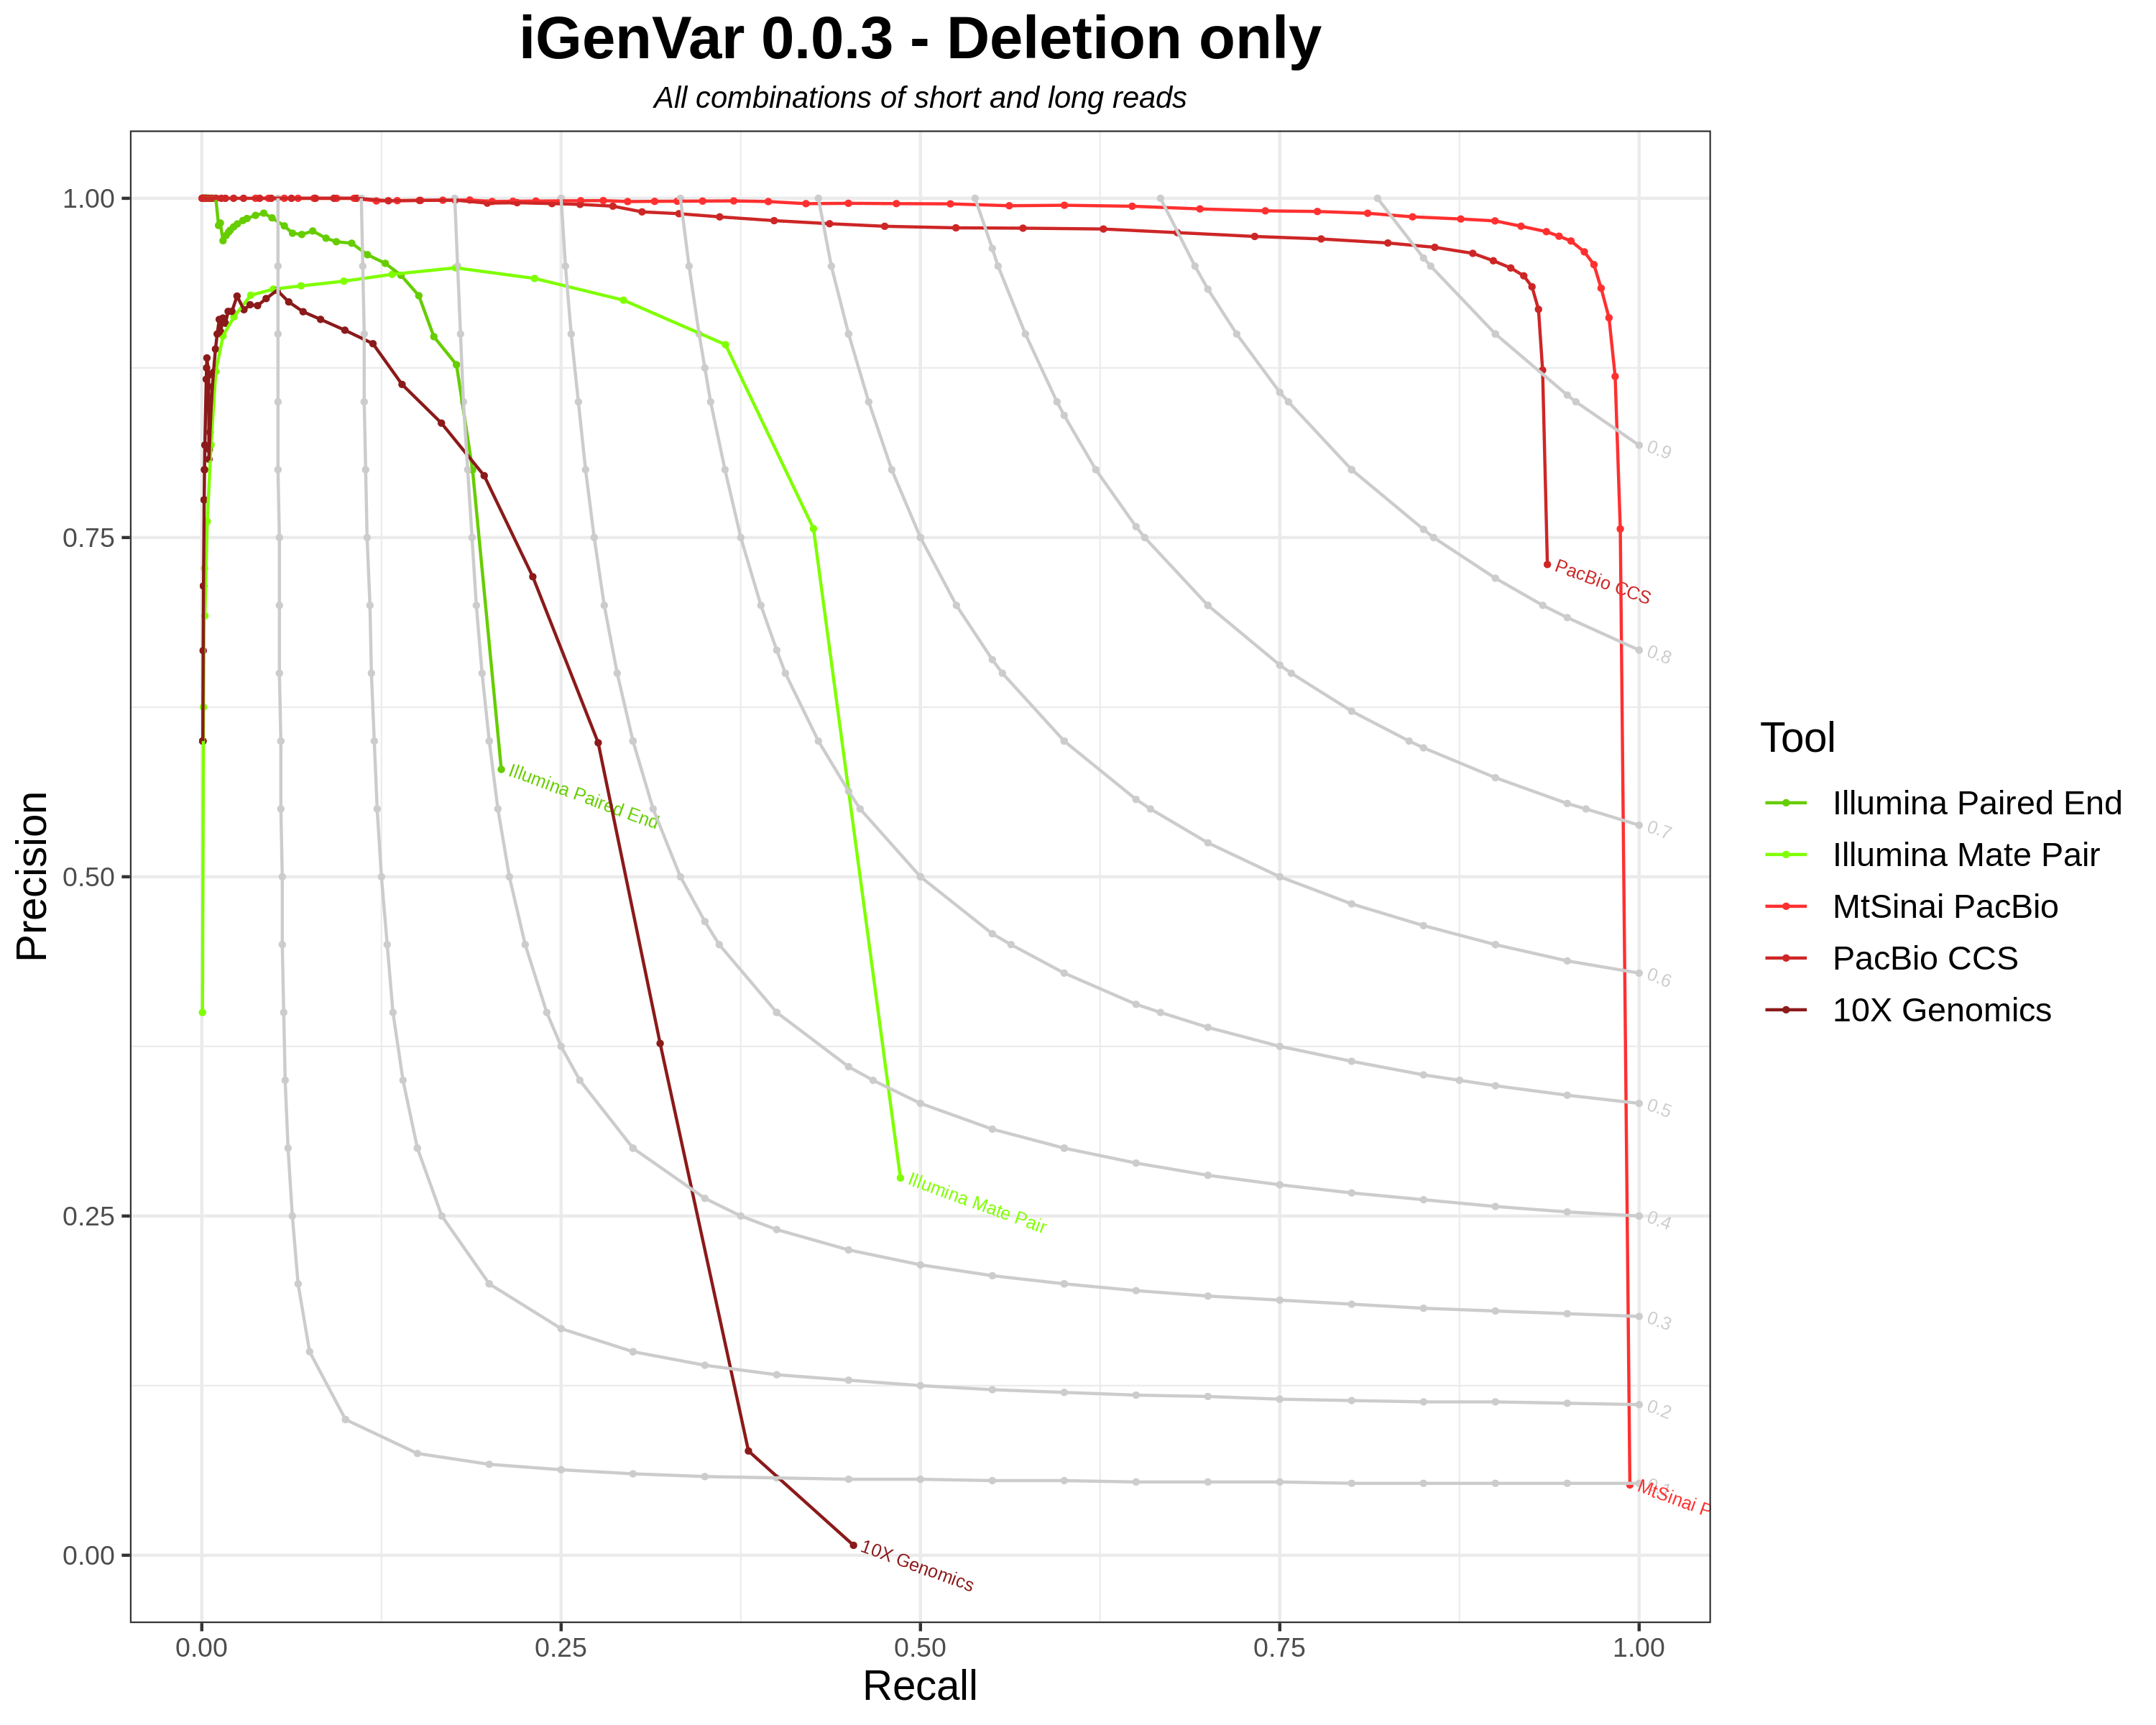 iGenVar 0.0.3 - Deletion only
All combinations of short and long reads
Precision
1.00
0.75
0.50
0.25
0.00
0.00
0.25
0.50
0.75
1.00
Recall
0.9
0.8
0.7
0.6
0.5
0.4
0.3
0.2
PacBio CCS
Illumina Paired End
Illumina Mate Pair
MtSinai P
10X Genomics
Tool
Illumina Paired End
Illumina Mate Pair
MtSinai PacBio
PacBio CCS
10X Genomics